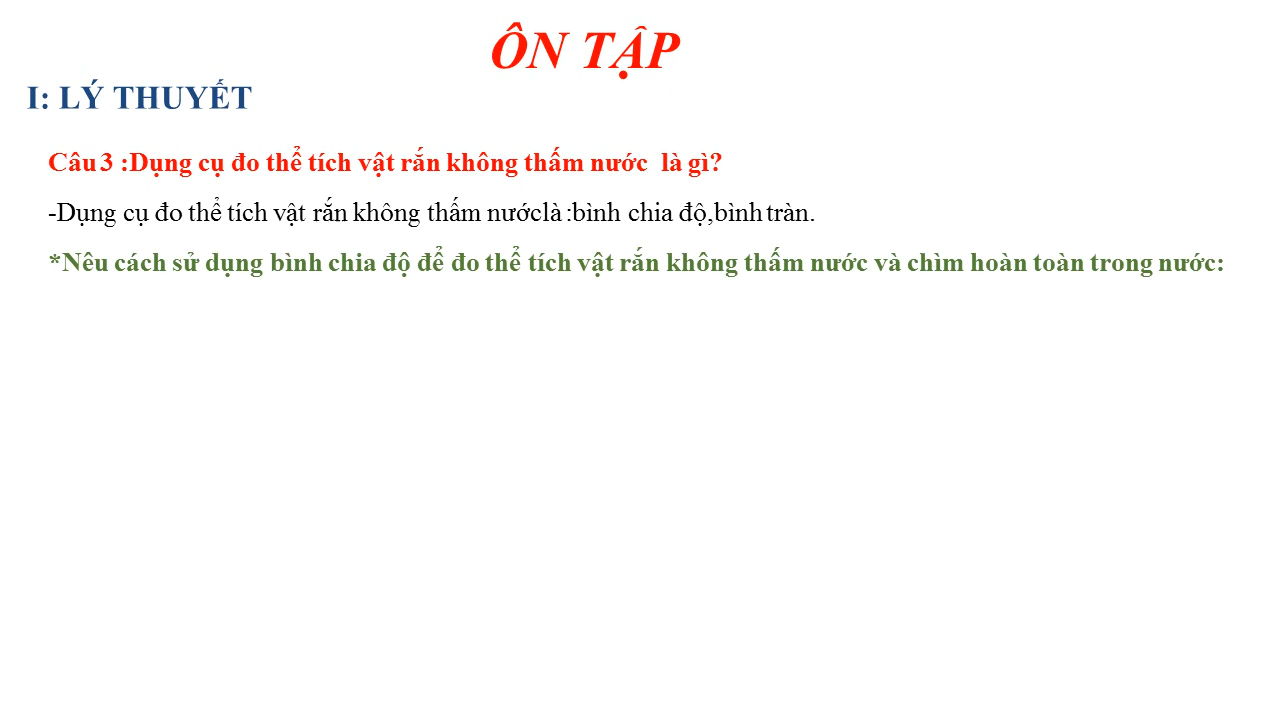 ÔN TẬP
I: LÝ THUYẾT
Câu 3 :Dụng cụ đo thể tích vật rắn không thấm nước là gì?
-Dụng cụ đo thể tích vật rắn không thấm nướclà :bình chia độ,bình tràn.
*Nêu cách sử dụng bình chia độ để đo thể tích vật rắn không thấm nước và chìm hoàn toàn trong nước: